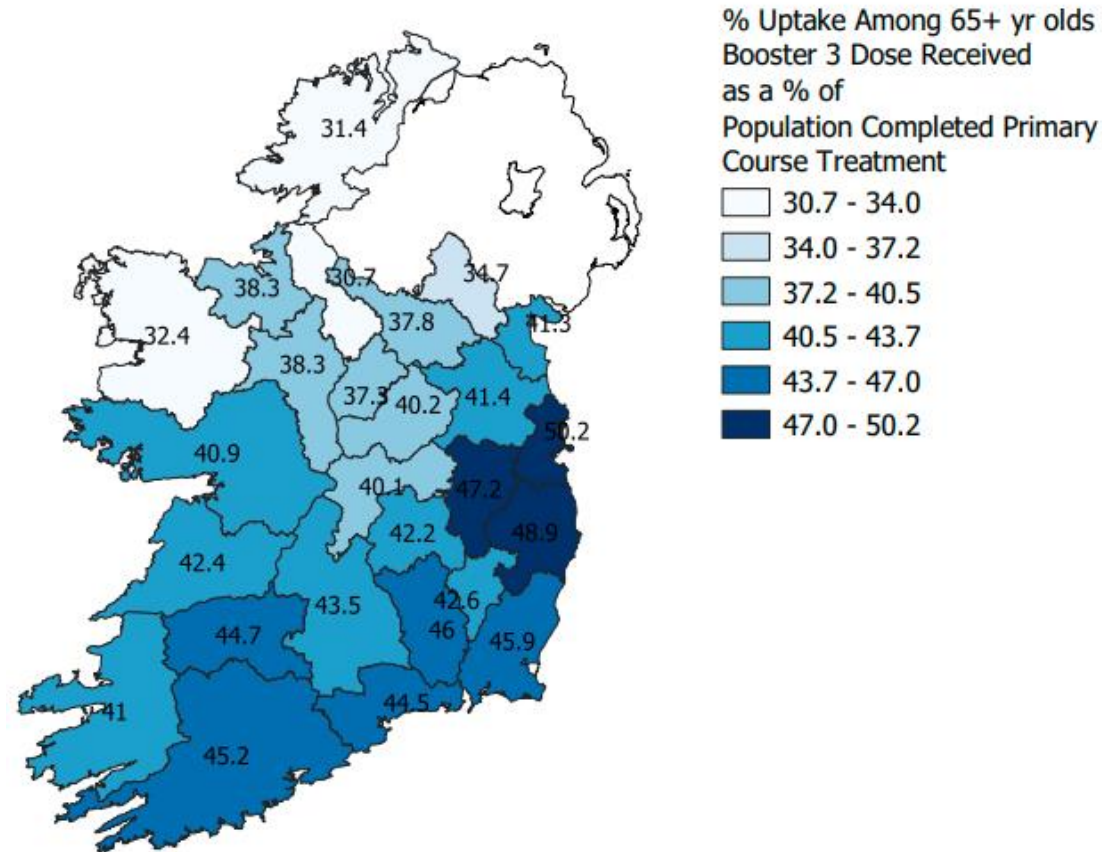 % Uptake Among 65+ yr olds
Booster 3 Dose Received
as a % of
Population Completed Primary
Course Treatment
30.7 - 34.0
34.0 - 37.2
37.2 - 40.5
40.5 - 43.7
43.7 - 47.0
47.0 - 50.2
31.4
34.7
30.7
38.3
37.8
41.3
32.4
38.3
37.3
40.2
41.4
50.2
40.9
40.1
47.2
42.2
48.9
42.4
43.5
42.6
44.7
46
45.9
44.5
41
45.2